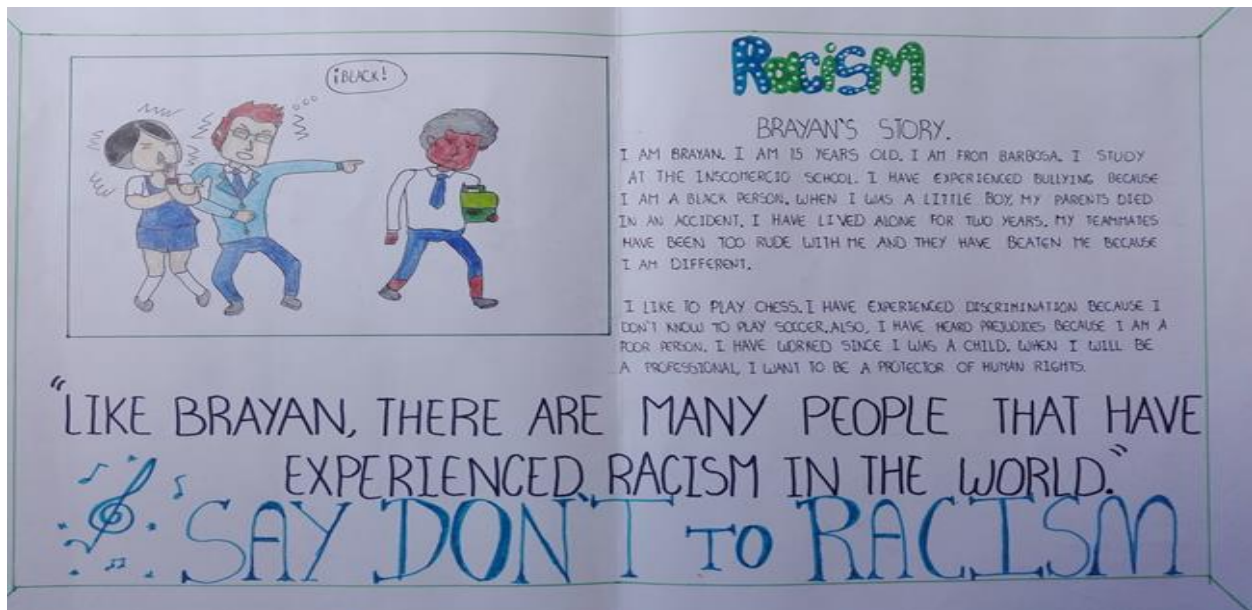 ¡BLACK!
RACISM
BRAYAN'S STORY.
I AM BRAYAN. I AM 15 YEARS OLD. I AM FROM BARBOSA. I STUDY
AT THE INSCOMERCIO SCHOOL. I HAVE EXPERIENCED BULLYING BECAUSE
I AM A BLACK PERSON. WHEN I WAS A LITTLE BOY, MY PARENTS DIED
IN AN ACCIDENT. I HAVE LIVED ALONE FOR TWO YEARS. MY TEAMMATES
HAVE BEEN TOO RUDE WITH ME AND THEY HAVE BEATEN ME BECAUSE
I AM DIFFERENT.
I LIKE TO PLAY CHESS. I HAVE EXPERIENCED DISCRIMINATION BECAUSE I
DON'T KNOW TO PLAY SOCCER. ALSO, I HAVE HEARD PREJUDICES BECAUSE I AM A
POOR PERSON. I HAVE WORKED SINCE I WAS A CHILD. WHEN I WILL BE
A PROFESSIONAL, I WANT TO BE A PROTECTOR OF HUMAN RIGHTS.
"LIKE BRAYAN, THERE ARE MANY PEOPLE THAT HAVE
EXPERIENCED RACISM IN THE WORLD."
SAY DON'T TO RACISM